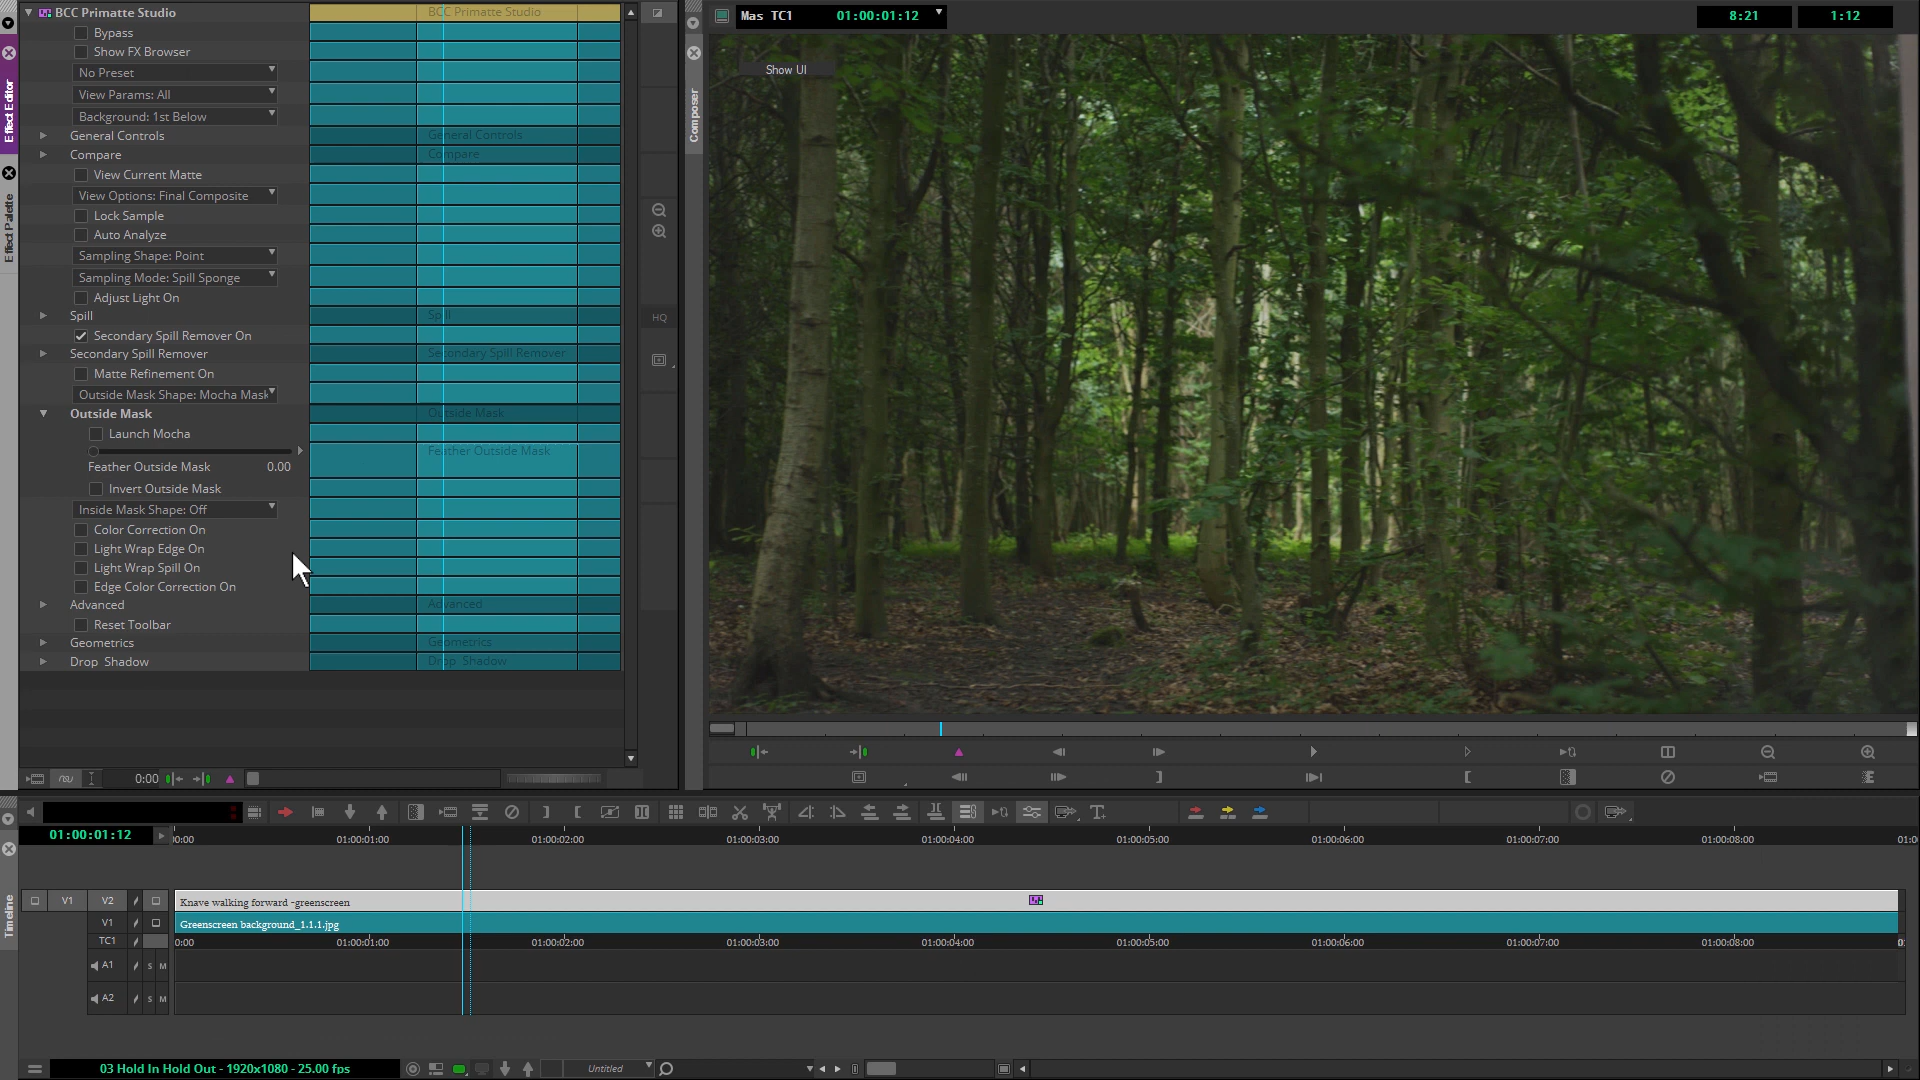 BCC Primatte Studio
BCC Primatte Studio
Bypass
Show FX Browser
No Preset
View Params: All
Background: 1st Below
General Controls
General Controls
Compare
Compare
View Current Matte
View Options: Final Composite
Lock Sample
Auto Analyze
Sampling Shape: Point
Sampling Mode: Spill Sponge
Adjust Light On
Spill
Spill
Secondary Spill Remover On
Secondary Spill Remover
Secondary Spill Remover
Matte Refinement On
Outside Mask Shape: Mocha Mask
Outside Mask
Outside Mask
Launch Mocha
Feather Outside Mask
Feather Outside Mask 0.00
Invert Outside Mask
Inside Mask Shape: Off
Color Correction On
Light Wrap Edge On
Light Wrap Spill On
Edge Color Correction On
Advanced
Advanced
Reset Toolbar
Geometrics
Geometrics
Drop Shadow
Drop Shadow
0:00
Effect Editor
Effect Palette
HQ
Composer
Mas TC1 01:00:01:12
8:21 1:12
Show UI
Timeline
01:00:01:12
0:00 01:00:01:00 01:00:02:00 01:00:03:00 01:00:04:00 01:00:05:00 01:00:06:00 01:00:07:00 01:00:08:00 01:0
V1 V2 Knave walking forward -greenscreen
V1 Greenscreen background_1.1.1.jpg
TC1 0:00 01:00:01:00 01:00:02:00 01:00:03:00 01:00:04:00 01:00:05:00 01:00:06:00 01:00:07:00 01:00:08:00 0
A1 S M
A2 S M
03 Hold In Hold Out - 1920x1080 - 25.00 fps
Untitled